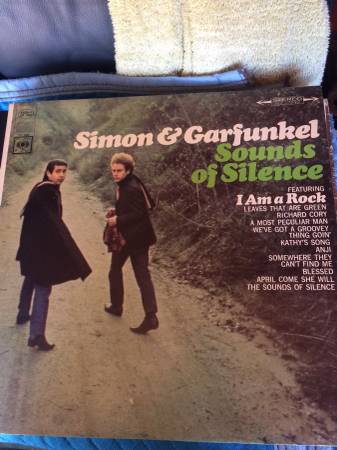 STEREO
Simon & Garfunkel
Sounds
of Silence
FEATURING
I Am a Rock
LEAVES THAT ARE GREEN
RICHARD CORY
A MOST PECULIAR MAN
WE'VE GOT A GROOVEY
THING GOIN'
KATHY'S SONG
ANJI
SOMEWHERE THEY
CAN'T FIND ME
BLESSED
APRIL COME SHE WILL
THE SOUNDS OF SILENCE